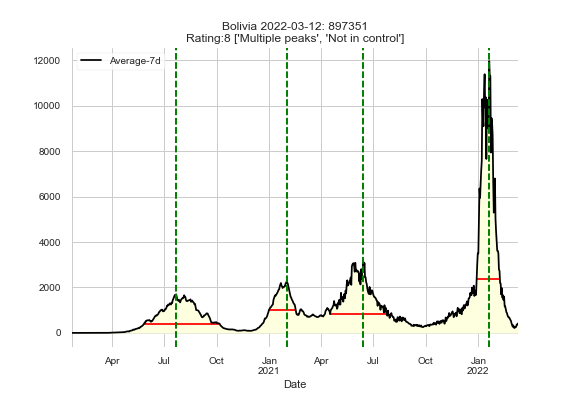 Bolivia 2022-03-12: 897351
Rating:8 ['Multiple peaks', 'Not in control']
Average-7d
12000
10000
8000
6000
4000
2000
0
Apr Jul Oct Jan Apr Jul Oct Jan
2021 2022
Date